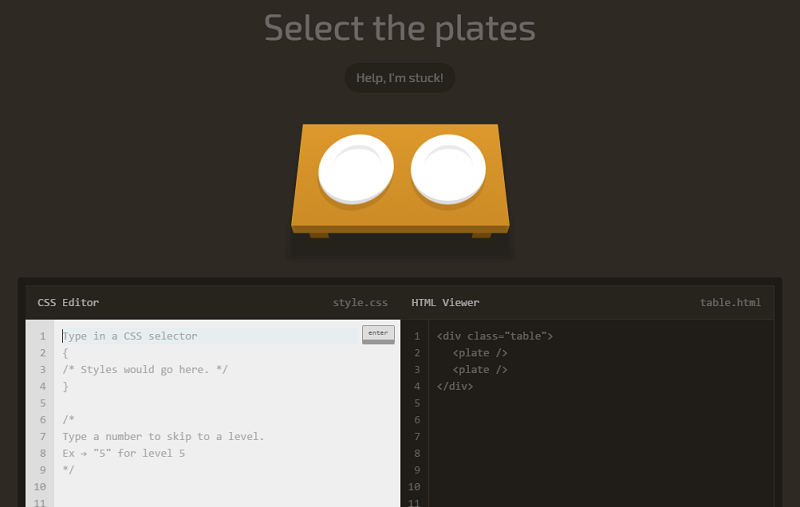 Select the plates
Help, I'm stuck!
CSS Editor
style.css
HTML Viewer
table.html
1 Type in a CSS selector
enter
2 {
3 /* Styles would go here. */
4 }
5
6 /*
7 Type a number to skip to a level.
8 Ex → "5" for level 5
9 */
10
11
1 <div class="table">
2 <plate />
3 <plate />
4 </div>
5
6
7
8
9
10
11